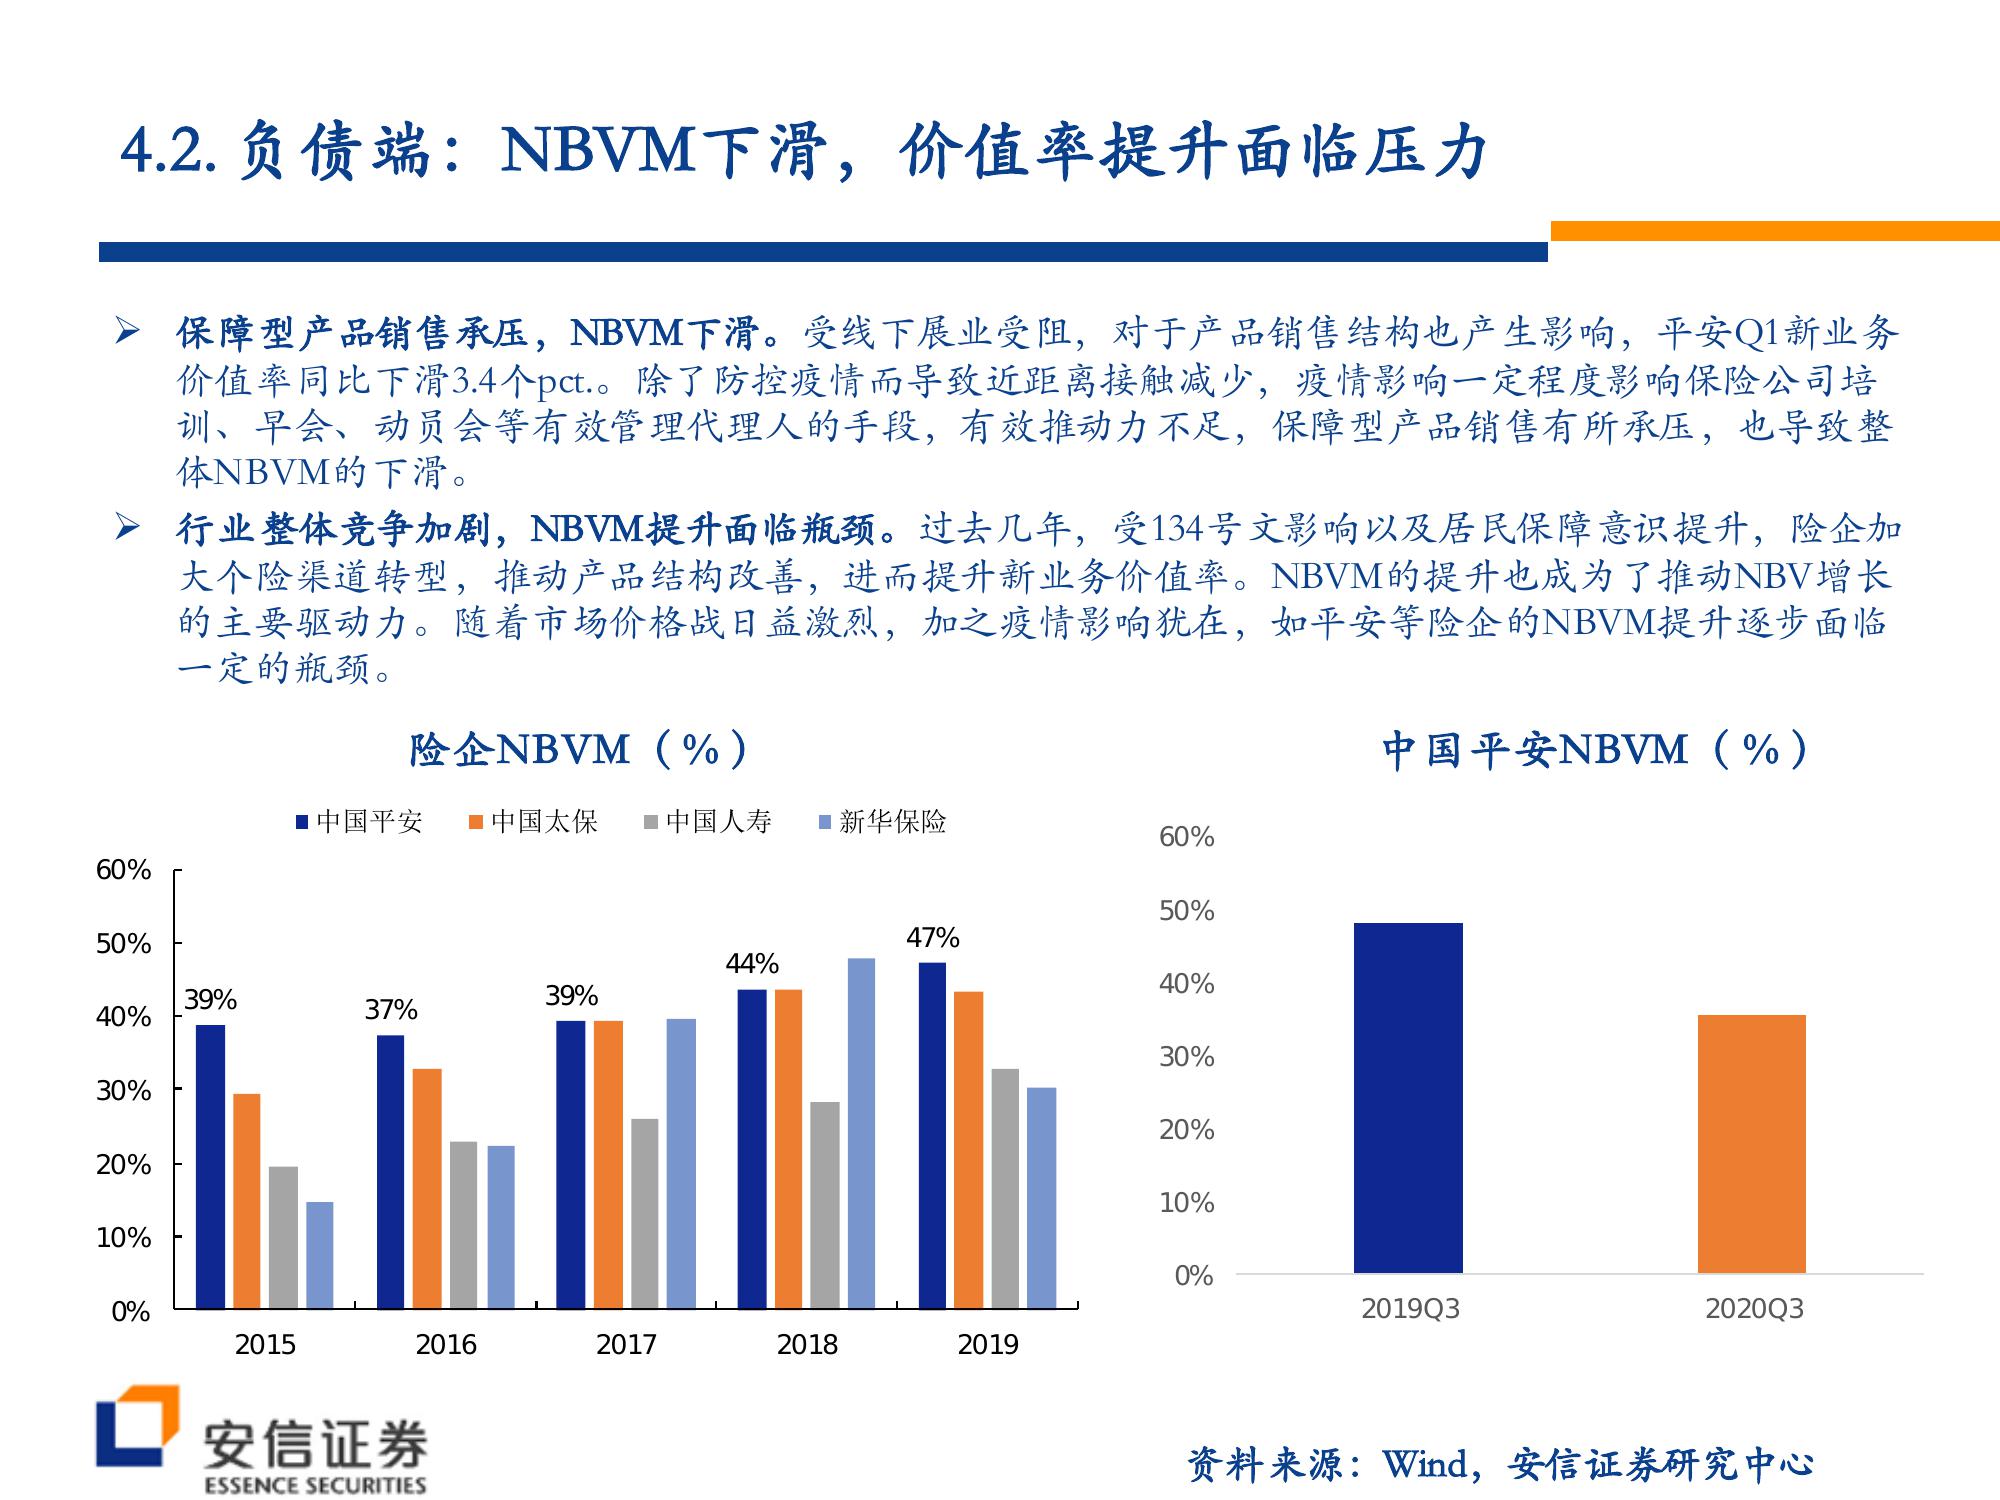 4.2. 负债端：NBVM下滑，价值率提升面临压力
➢ 保障型产品销售承压，NBVM下滑。受线下展业受阻，对于产品销售结构也产生影响，平安Q1新业务
价值率同比下滑3.4个pct.。除了防控疫情而导致近距离接触减少，疫情影响一定程度影响保险公司培
训、早会、动员会等有效管理代理人的手段，有效推动力不足，保障型产品销售有所承压，也导致整
体NBVM的下滑。
➢ 行业整体竞争加剧，NBVM提升面临瓶颈。过去几年，受134号文影响以及居民保障意识提升，险企加
大个险渠道转型，推动产品结构改善，进而提升新业务价值率。NBVM的提升也成为了推动NBV增长
的主要驱动力。随着市场价格战日益激烈，加之疫情影响犹在，如平安等险企的NBVM提升逐步面临
一定的瓶颈。
险企NBVM（%）
中国平安 中国太保 中国人寿 新华保险
60%
50%
40%
30%
20%
10%
0%
39%
37%
39%
44%
47%
2015 2016 2017 2018 2019
中国平安NBVM（%）
60%
50%
40%
30%
20%
10%
0%
2019Q3 2020Q3
安信证券
ESSENCE SECURITIES
资料来源：Wind，安信证券研究中心